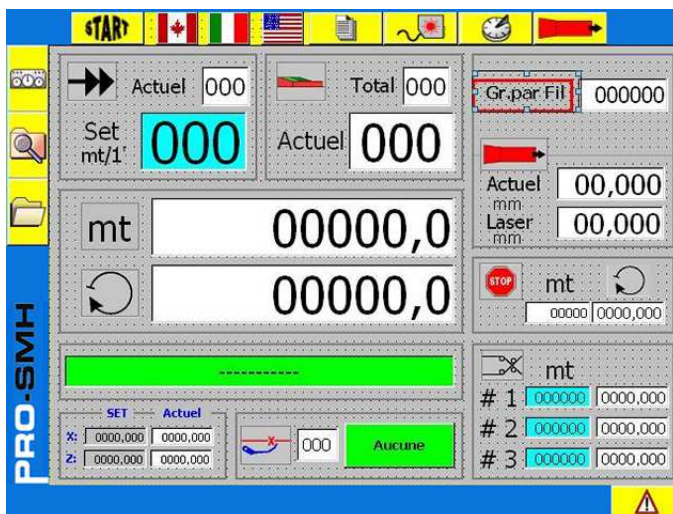 START
Actuel 000
Set
mt/1' 000
Total 000
Actuel 000
Gr.par Fil 000000
Actuel 00,000
mm
Laser 00,000
mm
mt 00000,0
00000,0
STOP mt
00000 0000,000
-----------
mt
# 1 000000 0000,000
# 2 000000 0000,000
# 3 000000 0000,000
SET Actuel
X: 0000,000 0000,000
Z: 0000,000 0000,000
000 Aucune
PRO-SMH